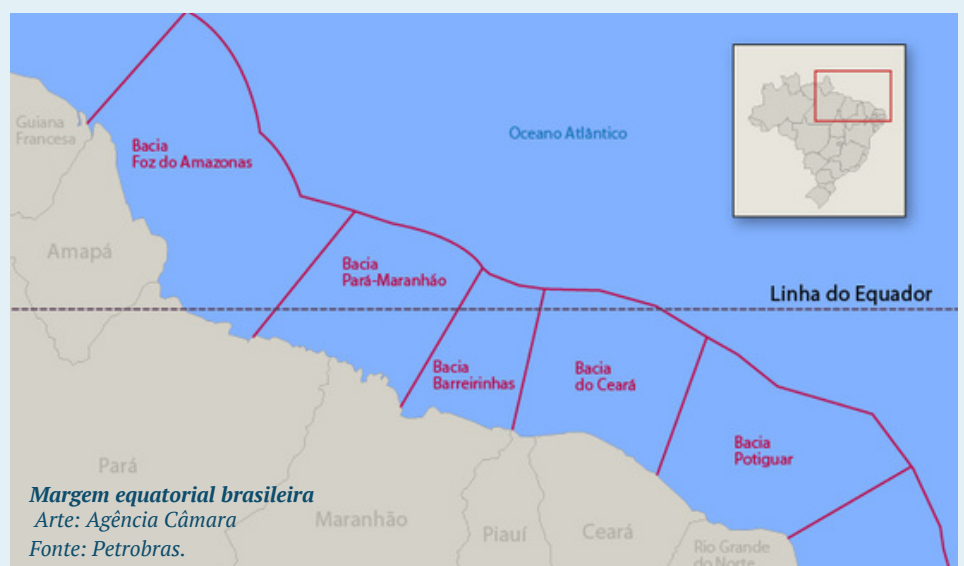 Guiana
Francesa
Bacia
Foz do Amazonas
Oceano Atlântico
Amapá
Bacia
Pará-Maranhão
Linha do Equador
Bacia
Barreirinhas
Bacia
do Ceará
Bacia
Potiguar
Pará
Maranhão
Piauí
Ceará
Rio Grande
do Norte
Margem equatorial brasileira
Arte: Agência Câmara
Fonte: Petrobras.